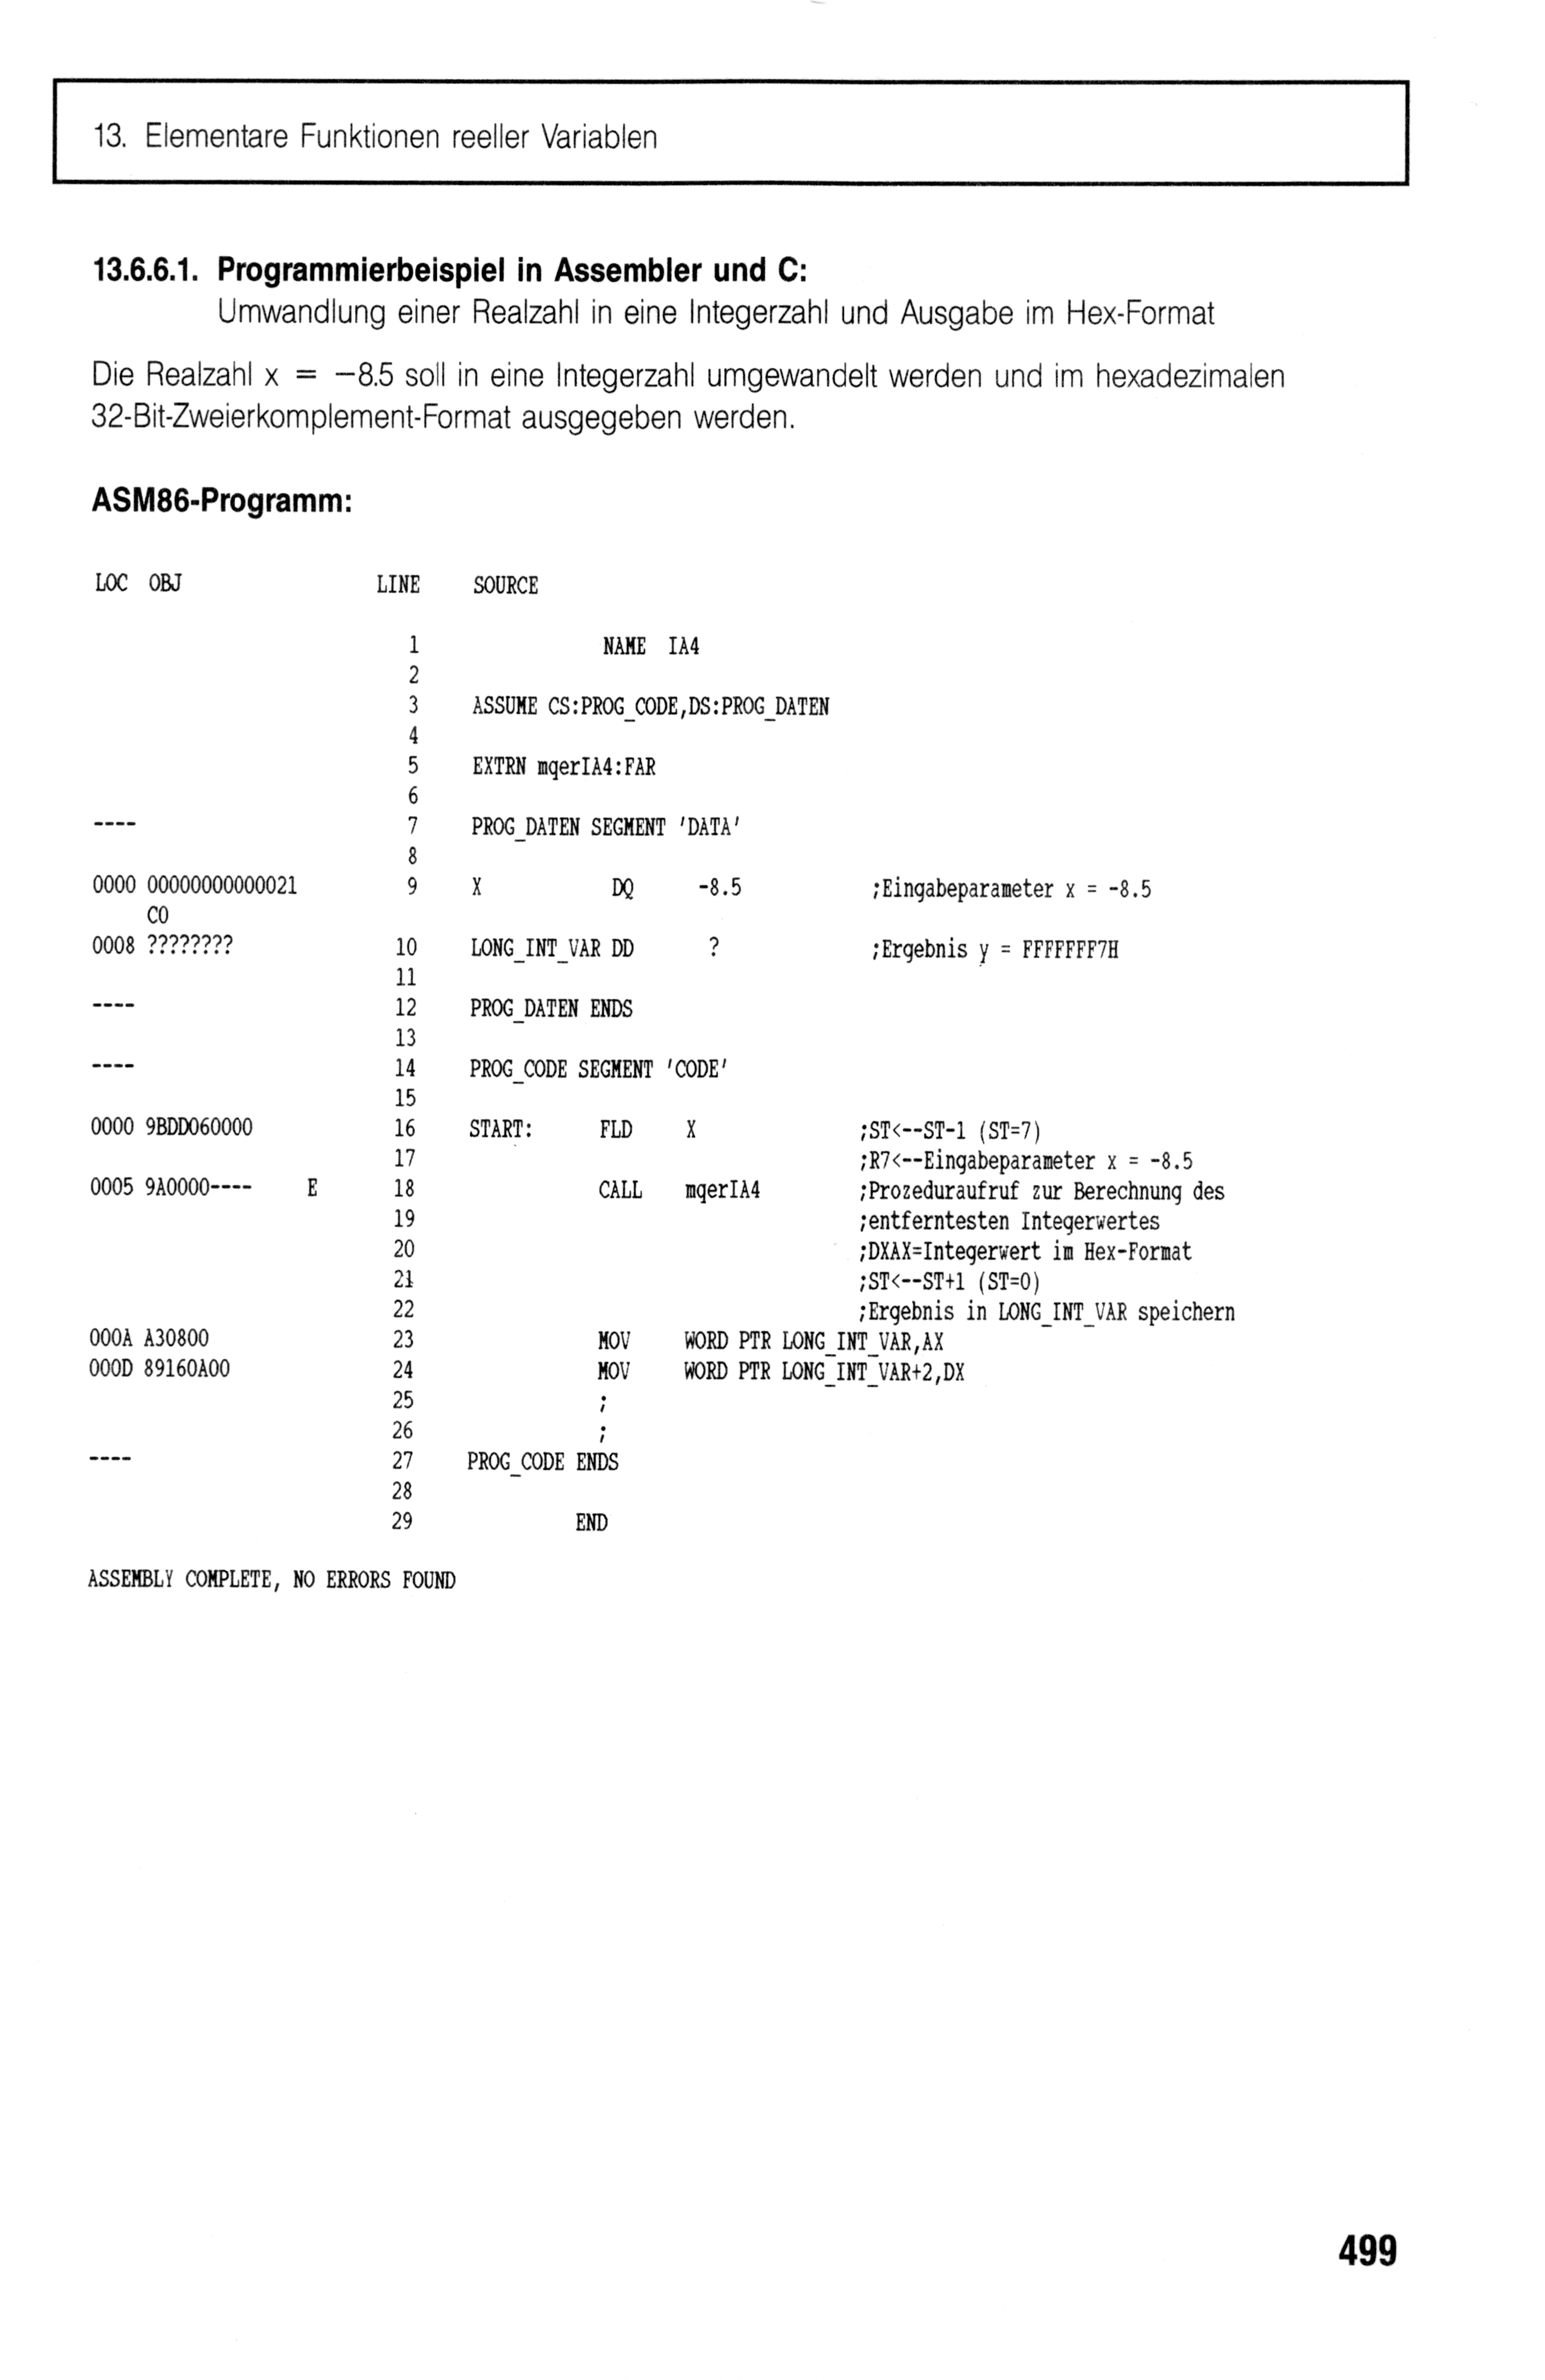 13. Elementare Funktionen reeller Variablen
13.6.6.1. Programmierbeispiel in Assembler und C:
Umwandlung einer Realzahl in eine Integerzahl und Ausgabe im Hex-Format
Die Realzahl x = −8.5 soll in eine Integerzahl umgewandelt werden und im hexadezimalen
32-Bit-Zweierkomplement-Format ausgegeben werden.
ASM86-Programm:
LOC OBJ LINE SOURCE
1 NAME IA4
2
3 ASSUME CS:PROG_CODE,DS:PROG_DATEN
4
5 EXTRN mqerIA4:FAR
6
---- 7 PROG_DATEN SEGMENT 'DATA'
8
0000 00000000000021 9 X DQ -8.5 ;Eingabeparameter x = -8.5
C0
0008 ???????? 10 LONG_INT_VAR DD ? ;Ergebnis y = FFFFFFF7H
11
---- 12 PROG_DATEN ENDS
13
---- 14 PROG_CODE SEGMENT 'CODE'
15
0000 9BDD060000 16 START: FLD X ;ST<--ST-1 (ST=7)
17 ;R7<--Eingabeparameter x = -8.5
0005 9A0000---- E 18 CALL mqerIA4 ;Prozeduraufruf zur Berechnung des
19 ;entferntesten Integerwertes
20 ;DXAX=Integerwert im Hex-Format
21 ;ST<--ST+1 (ST=0)
22 ;Ergebnis in LONG_INT_VAR speichern
000A A30800 23 MOV WORD PTR LONG_INT_VAR,AX
000D 89160A00 24 MOV WORD PTR LONG_INT_VAR+2,DX
25 ;
26 ;
---- 27 PROG_CODE ENDS
28
29 END
ASSEMBLY COMPLETE, NO ERRORS FOUND
499